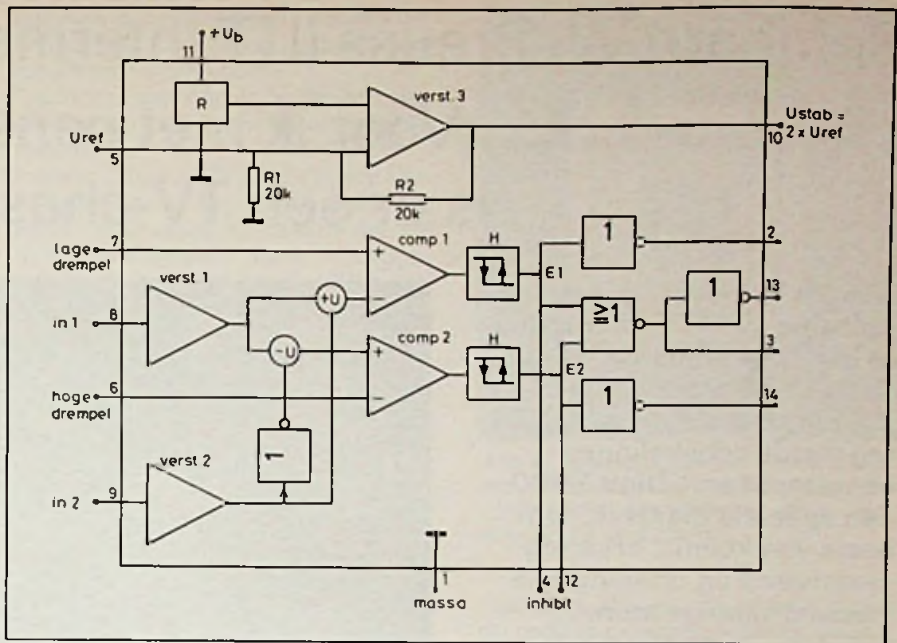 +Ub
11
R
verst. 3
Uref
5
R1
20k
R2
20k
Ustab =
10 2 x Uref
lage
drempel
7
comp 1
+
−
H
E1
1
2
verst. 1
in 1
8
+U
−U
≥1
1
13
3
comp 2
+
−
H
E2
hoge
drempel
6
1
14
1
verst 2
in 2
9
1
massa
4
12
inhibit